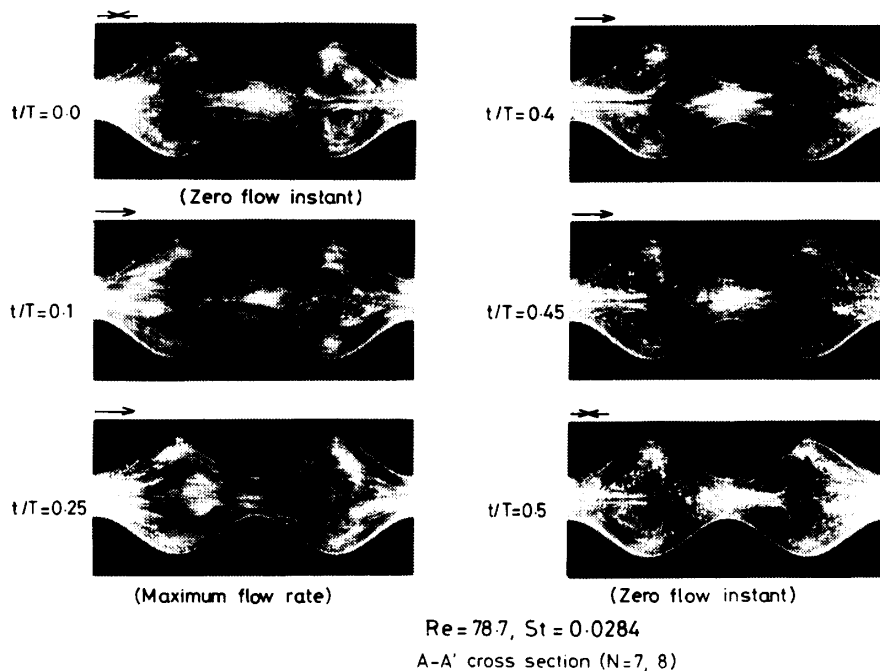 t/T=0·0
(Zero flow instant)
t/T=0·1
t/T=0·25
(Maximum flow rate)
t/T=0·4
t/T=0·45
t/T=0·5
(Zero flow instant)
Re=78·7, St=0·0284
A-A' cross section (N=7, 8)